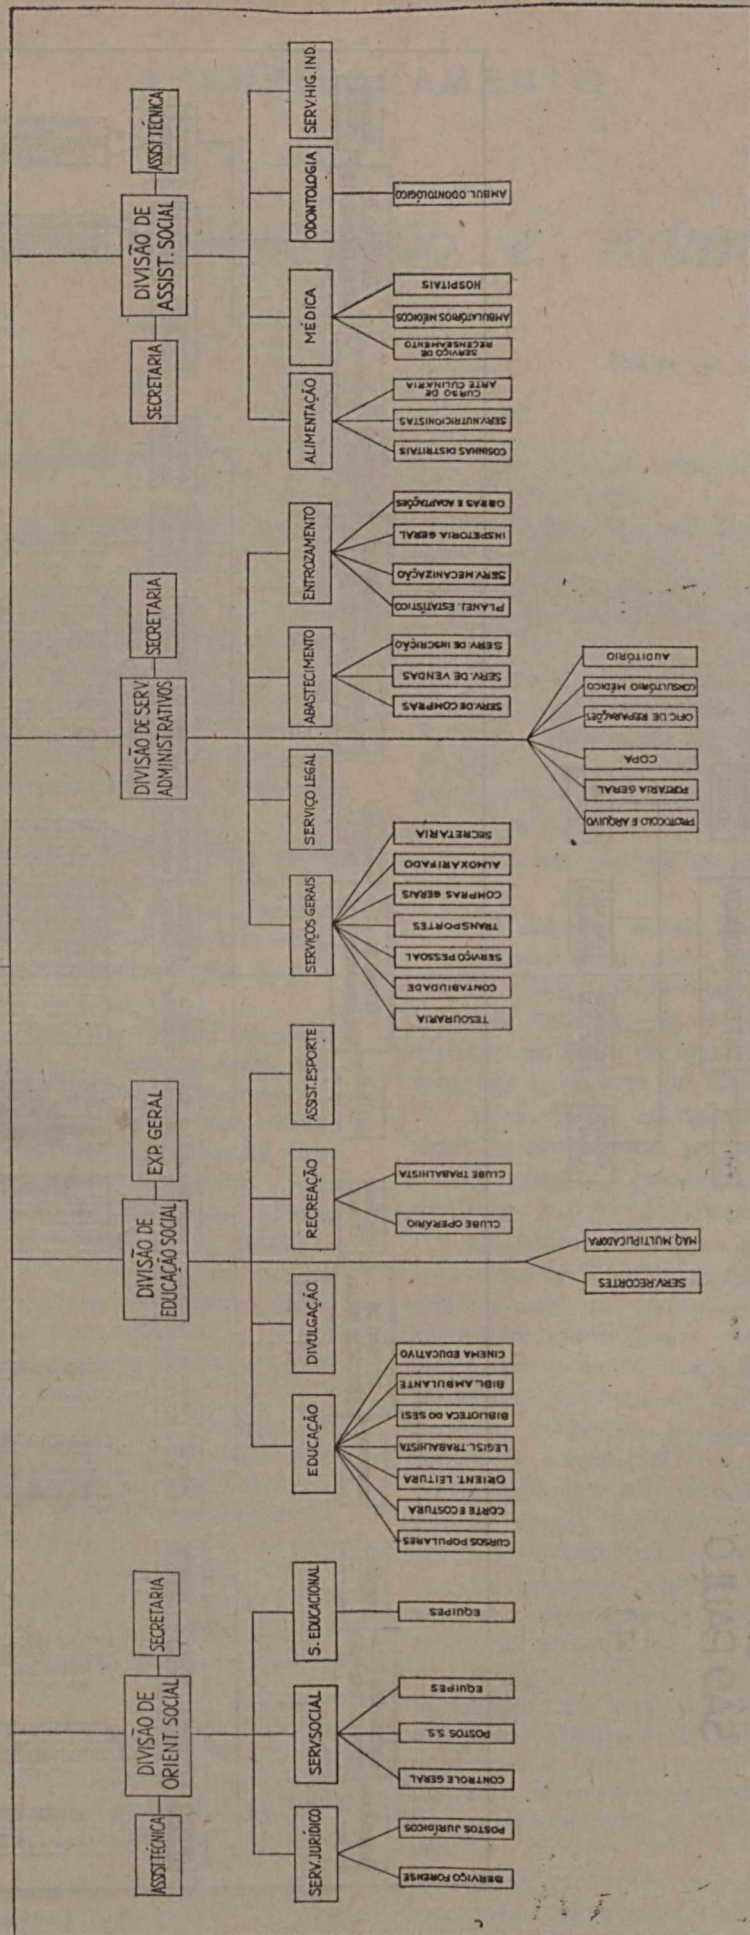 DIVISÃO DE
ORIENT. SOCIAL
ASSIST.TÉCNICA
SECRETARIA
SERV.JURÍDICO
SERVIÇO FORENSE
POSTOS JURÍDICOS
SERV.SOCIAL
CONTROLE GERAL
POSTOS S.S.
EQUIPES
S. EDUCACIONAL
EQUIPES
DIVISÃO DE
EDUCAÇÃO SOCIAL
EXP. GERAL
EDUCAÇÃO
CURSOS POPULARES
CORTE E COSTURA
ORIENT. LEITURA
LEGISL.TRABALHISTA
BIBLIOTECA DO SESI
BIBL.AMBULANTE
CINEMA EDUCATIVO
DIVULGAÇÃO
RECREAÇÃO
CLUBE OPERÁRIO
CLUBE TRABALHISTA
ASSIST.ESPORTE
SERV.RECORTES
MAQ.MULTIPLICADORA
DIVISÃO DE SERV.
ADMINISTRATIVOS
SECRETARIA
SERVIÇOS GERAIS
TESOURARIA
CONTABILIDADE
SERVIÇO PESSOAL
TRANSPORTES
COMPRAS GERAIS
ALMOXARIFADO
SECRETARIA
SERVIÇO LEGAL
ABASTECIMENTO
SERV.DE COMPRAS
SERV. DE VENDAS
SERV. DE INSCRIÇÃO
ENTROZAMENTO
PLANEJ. ESTATÍSTICO
SERV. MECANIZAÇÃO
INSPETORIA GERAL
OBRAS E ADAPTAÇÕES
PROTOCOLO E ARQUIVO
PORTARIA GERAL
COPA
OFIC. DE REPARAÇÕES
CONSULTÓRIO MÉDICO
AUDITÓRIO
DIVISÃO DE
ASSIST. SOCIAL
SECRETARIA
ASSIST.TÉCNICA
ALIMENTAÇÃO
COSINHAS DISTRITAIS
SERV.NUTRICIONISTAS
CURSO DE
ARTE CULINARIA
MÉDICA
SERVIÇO DE
RECENSEAMENTO
AMBULATÓRIOS MÉDICOS
HOSPITAIS
ODONTOLOGIA
AMBUL. ODONTOLÓGICO
SERV.HIG.IND.
SÃO PAULO